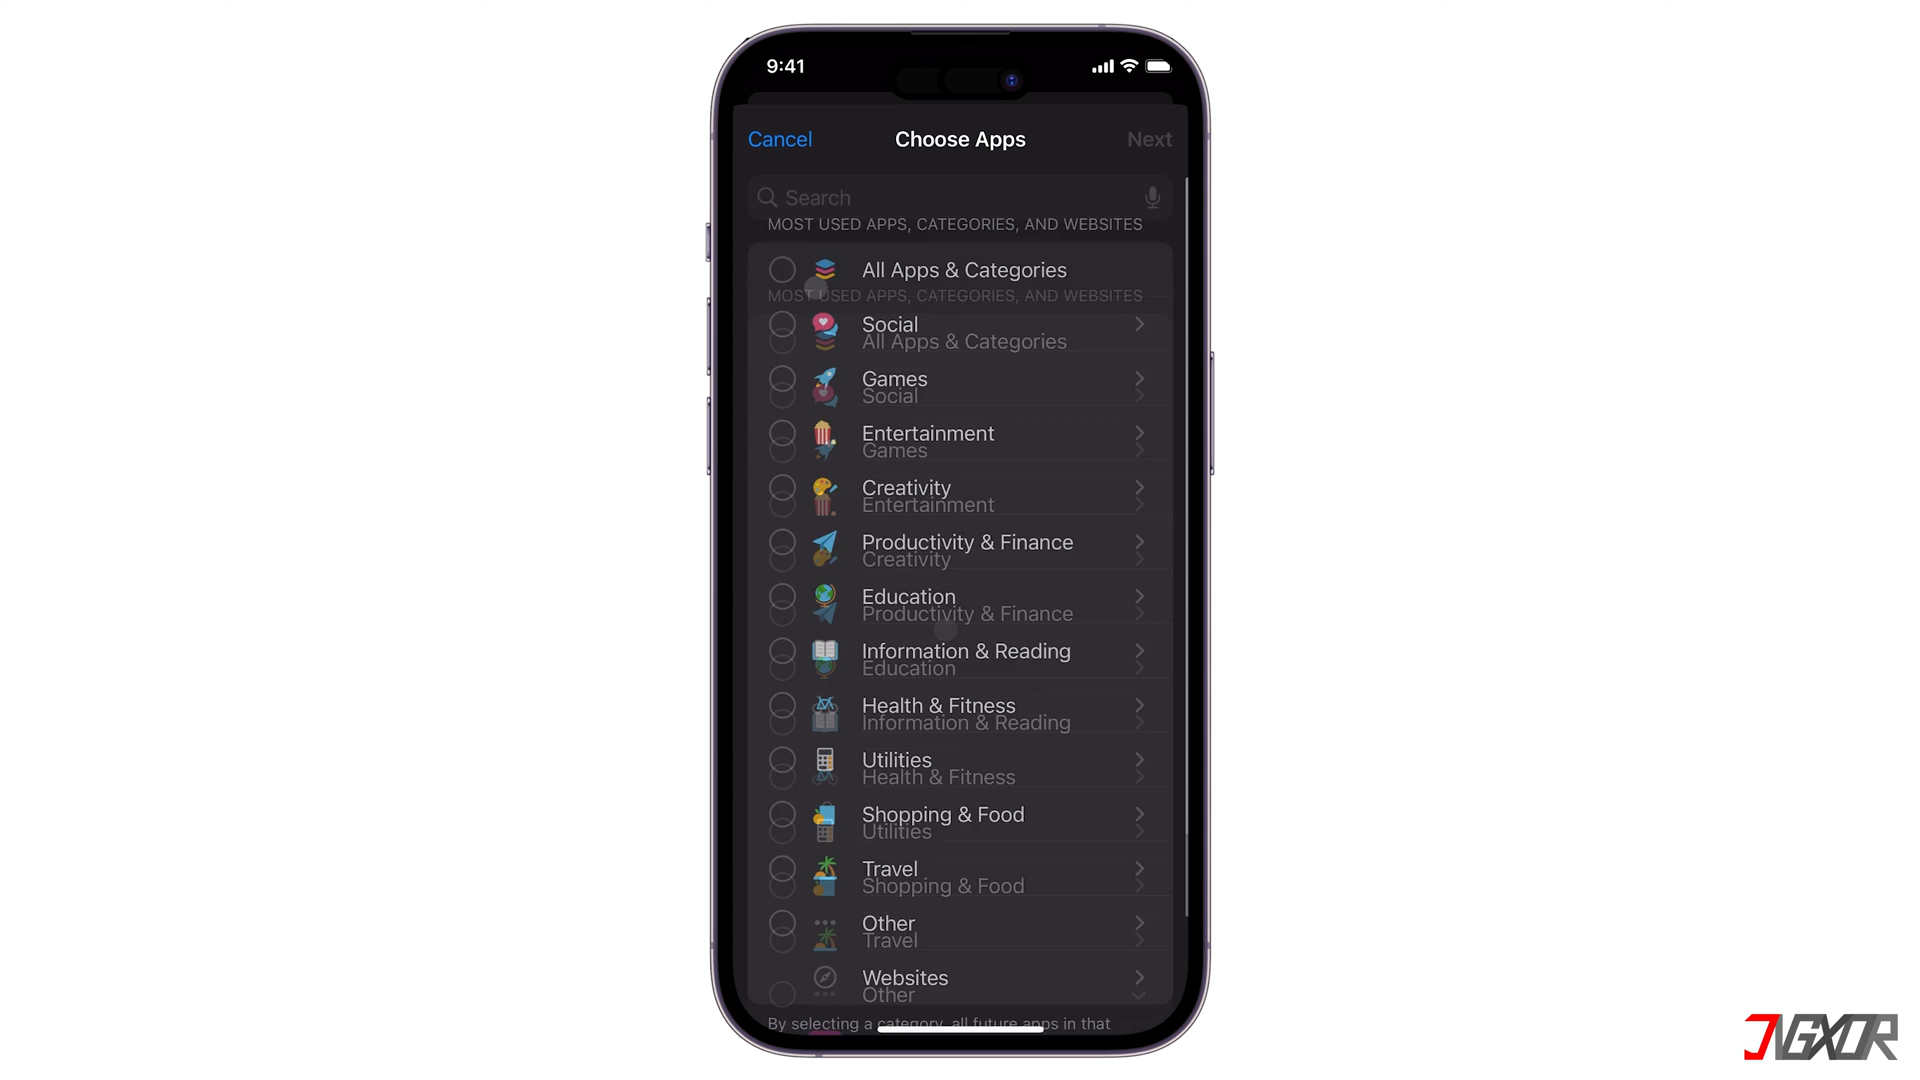 9:41
Cancel
Choose Apps
Next
Search
MOST USED APPS, CATEGORIES, AND WEBSITES
All Apps & Categories
MOST USED APPS, CATEGORIES, AND WEBSITES
Social
All Apps & Categories
Games
Social
Entertainment
Games
Creativity
Entertainment
Productivity & Finance
Creativity
Education
Productivity & Finance
Information & Reading
Education
Health & Fitness
Information & Reading
Utilities
Health & Fitness
Shopping & Food
Utilities
Travel
Shopping & Food
Other
Travel
Websites
Other
By selecting a category, all future apps in that